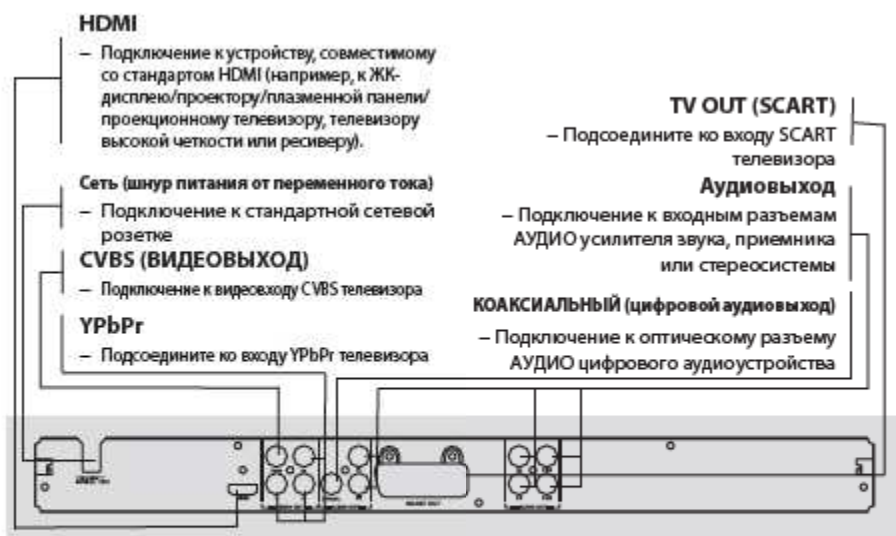 HDMI
– Подключение к устройству, совместимому
со стандартом HDMI (например, к ЖК-
дисплею/проектору/плазменной панели/
проекционному телевизору, телевизору
высокой четкости или ресиверу).
Сеть (шнур питания от переменного тока)
– Подключение к стандартной сетевой
розетке
CVBS (ВИДЕОВЫХОД)
– Подключение к видеовходу CVBS телевизора
YPbPr
– Подсоедините ко входу YPbPr телевизора
TV OUT (SCART)
– Подсоедините ко входу SCART
телевизора
Аудиовыход
– Подключение к входным разъемам
АУДИО усилителя звука, приемника
или стереосистемы
КОАКСИАЛЬНЫЙ (цифровой аудиовыход)
– Подключение к оптическому разъему
АУДИО цифрового аудиоустройства